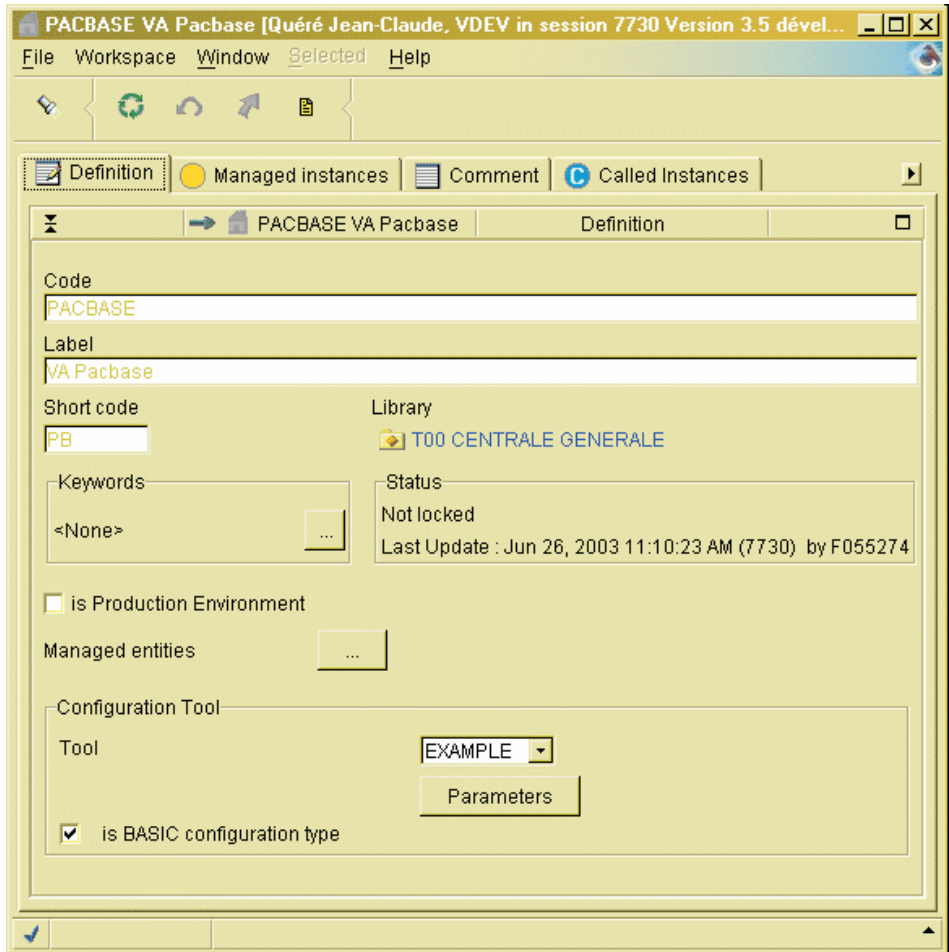 PACBASE VA Pacbase [Quéré Jean-Claude, VDEV in session 7730 Version 3.5 dével...
File Workspace Window Selected Help
Definition Managed instances Comment C Called Instances
PACBASE VA Pacbase Definition
Code
PACBASE
Label
VA Pacbase
Short code Library
PB T00 CENTRALE GENERALE
Keywords Status
<None> ... Not locked
Last Update : Jun 26, 2003 11:10:23 AM (7730) by F055274
is Production Environment
Managed entities ...
Configuration Tool
Tool EXAMPLE
Parameters
is BASIC configuration type